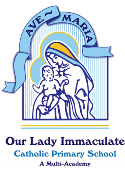 AVE ~ MARIA
Our Lady Immaculate
Catholic Primary School
A Multi-Academy